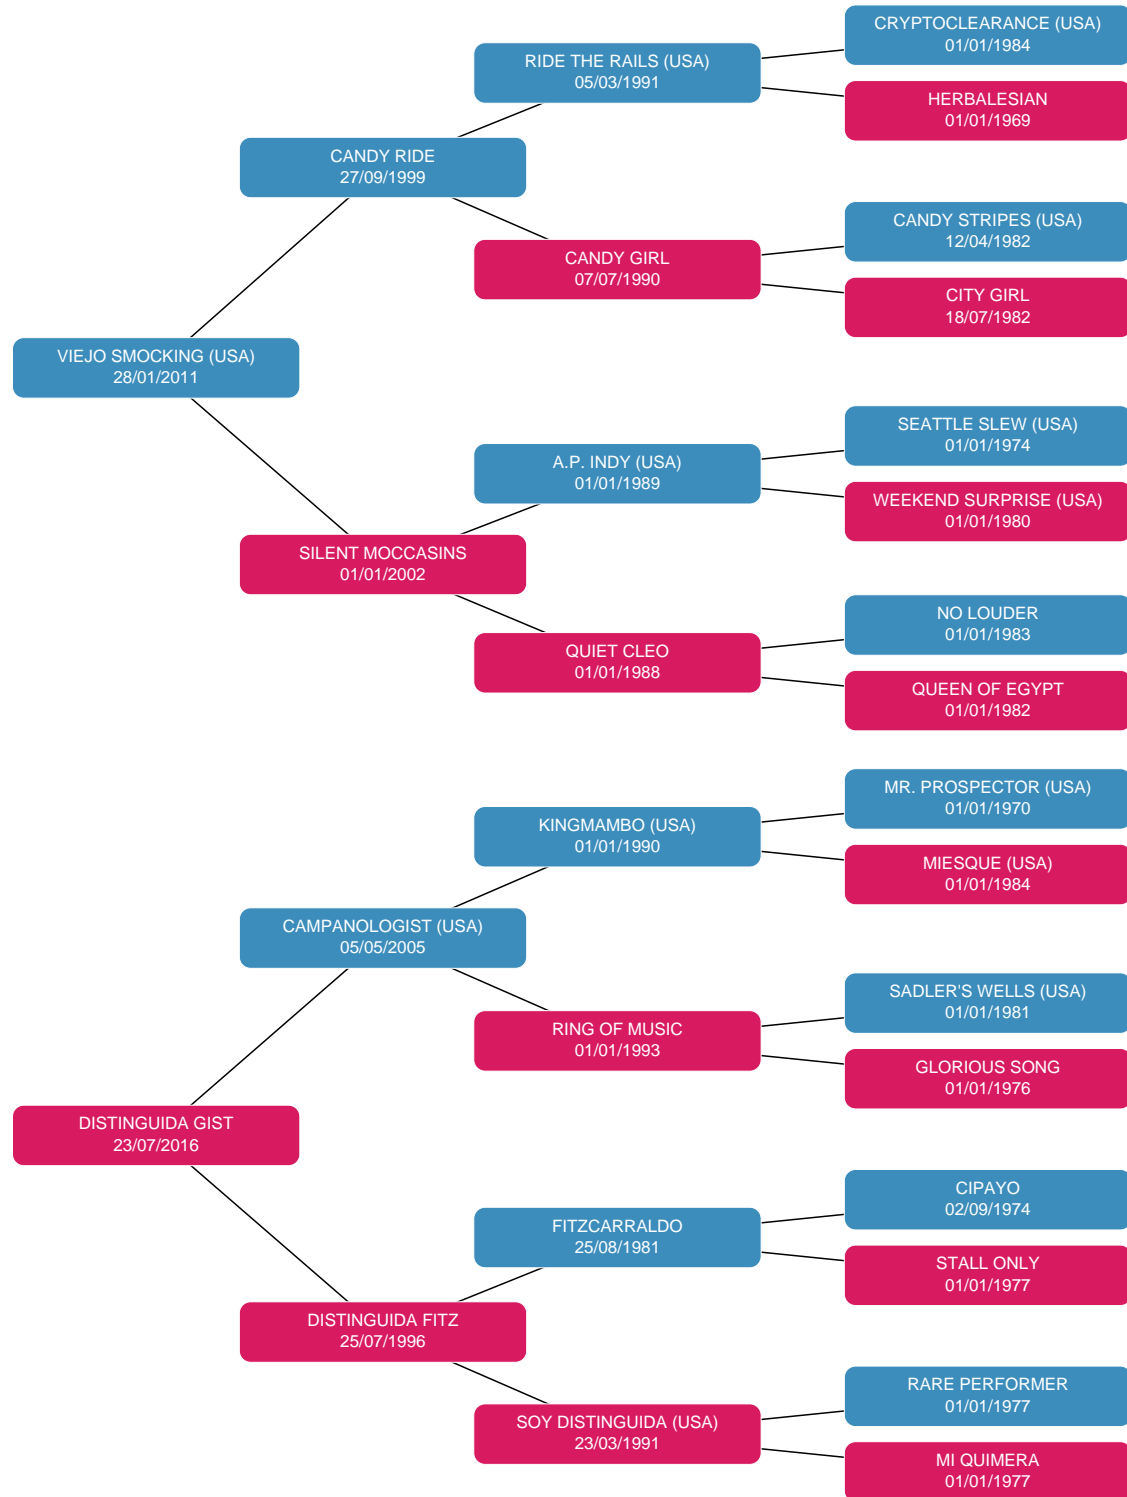 CRYPTOCLEARANCE (USA)
01/01/1984
RIDE THE RAILS (USA)
05/03/1991
HERBALESIAN
01/01/1969
CANDY RIDE
27/09/1999
CANDY STRIPES (USA)
12/04/1982
CANDY GIRL
07/07/1990
CITY GIRL
18/07/1982
VIEJO SMOCKING (USA)
28/01/2011
SEATTLE SLEW (USA)
01/01/1974
A.P. INDY (USA)
01/01/1989
WEEKEND SURPRISE (USA)
01/01/1980
SILENT MOCCASINS
01/01/2002
NO LOUDER
01/01/1983
QUIET CLEO
01/01/1988
QUEEN OF EGYPT
01/01/1982
MR. PROSPECTOR (USA)
01/01/1970
KINGMAMBO (USA)
01/01/1990
MIESQUE (USA)
01/01/1984
CAMPANOLOGIST (USA)
05/05/2005
SADLER'S WELLS (USA)
01/01/1981
RING OF MUSIC
01/01/1993
GLORIOUS SONG
01/01/1976
DISTINGUIDA GIST
23/07/2016
CIPAYO
02/09/1974
FITZCARRALDO
25/08/1981
STALL ONLY
01/01/1977
DISTINGUIDA FITZ
25/07/1996
RARE PERFORMER
01/01/1977
SOY DISTINGUIDA (USA)
23/03/1991
MI QUIMERA
01/01/1977